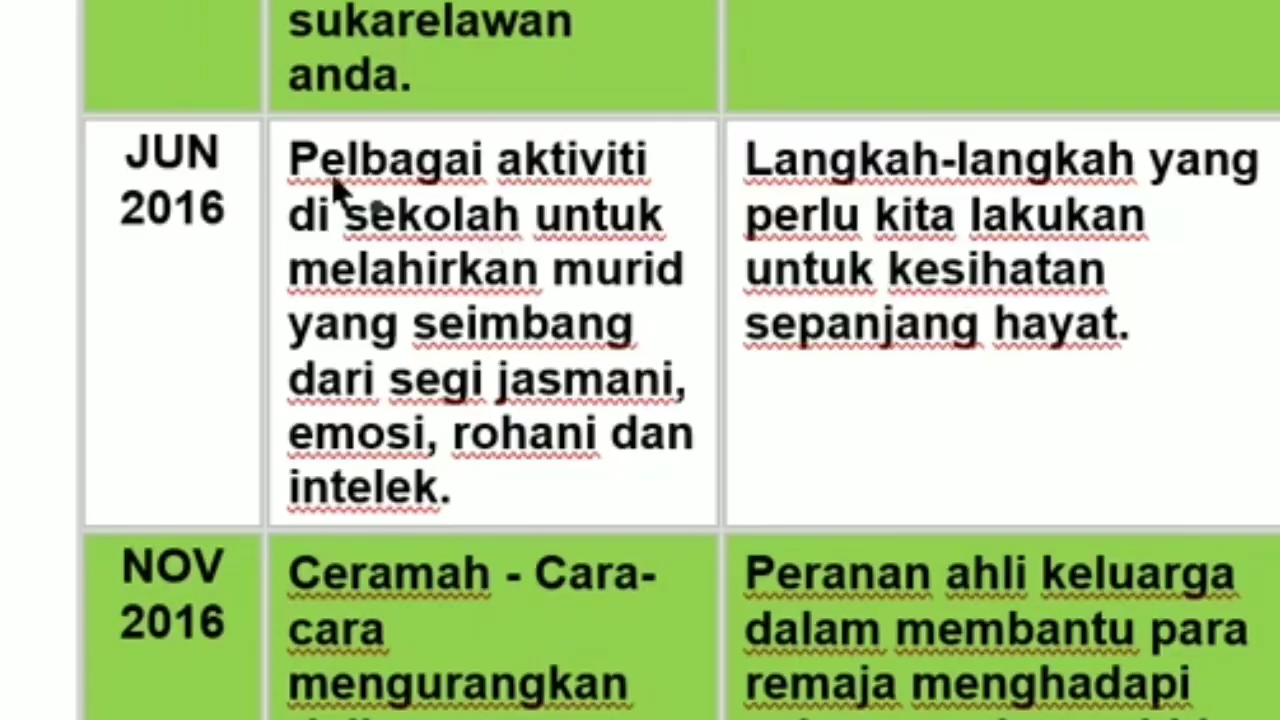 sukarelawan
anda.
JUN
2016
Pelbagai aktiviti
di sekolah untuk
melahirkan murid
yang seimbang
dari segi jasmani,
emosi, rohani dan
intelek.
Langkah-langkah yang
perlu kita lakukan
untuk kesihatan
sepanjang hayat.
NOV
2016
Ceramah - Cara-
cara
mengurangkan
Peranan ahli keluarga
dalam membantu para
remaja menghadapi